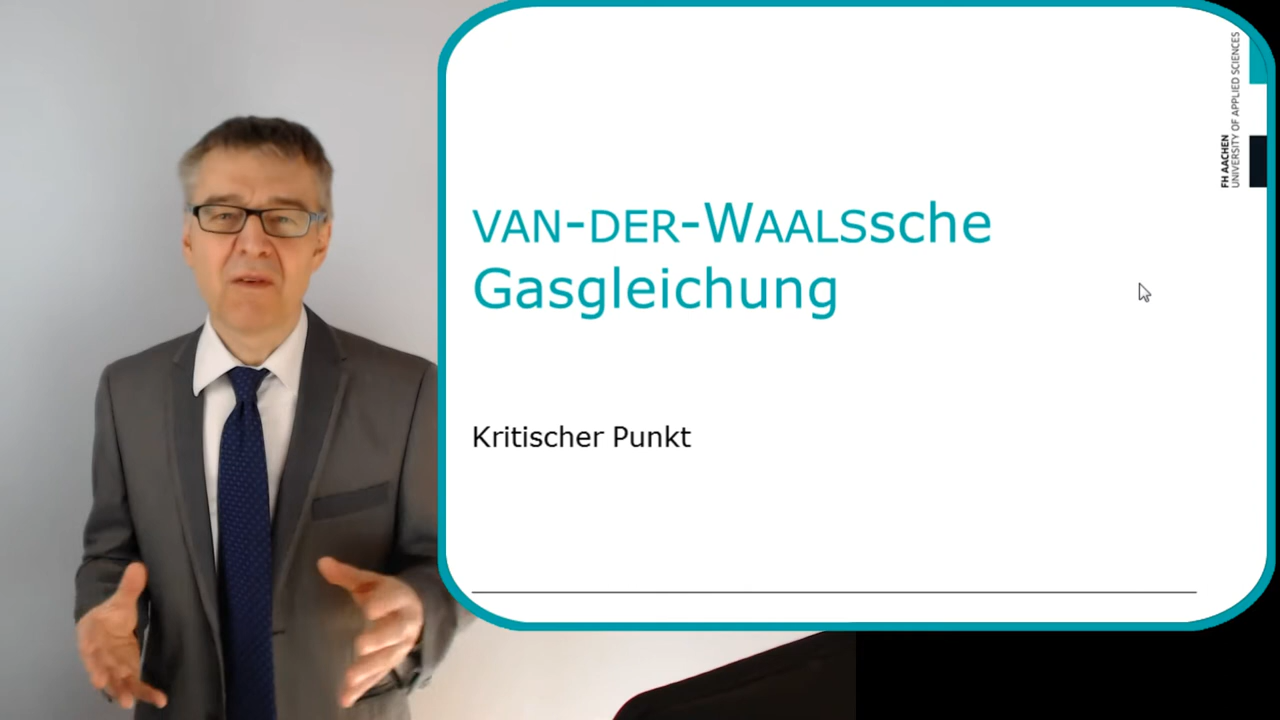 VAN-DER-WAALSsche
Gasgleichung
Kritischer Punkt
FH AACHEN
UNIVERSITY OF APPLIED SCIENCES